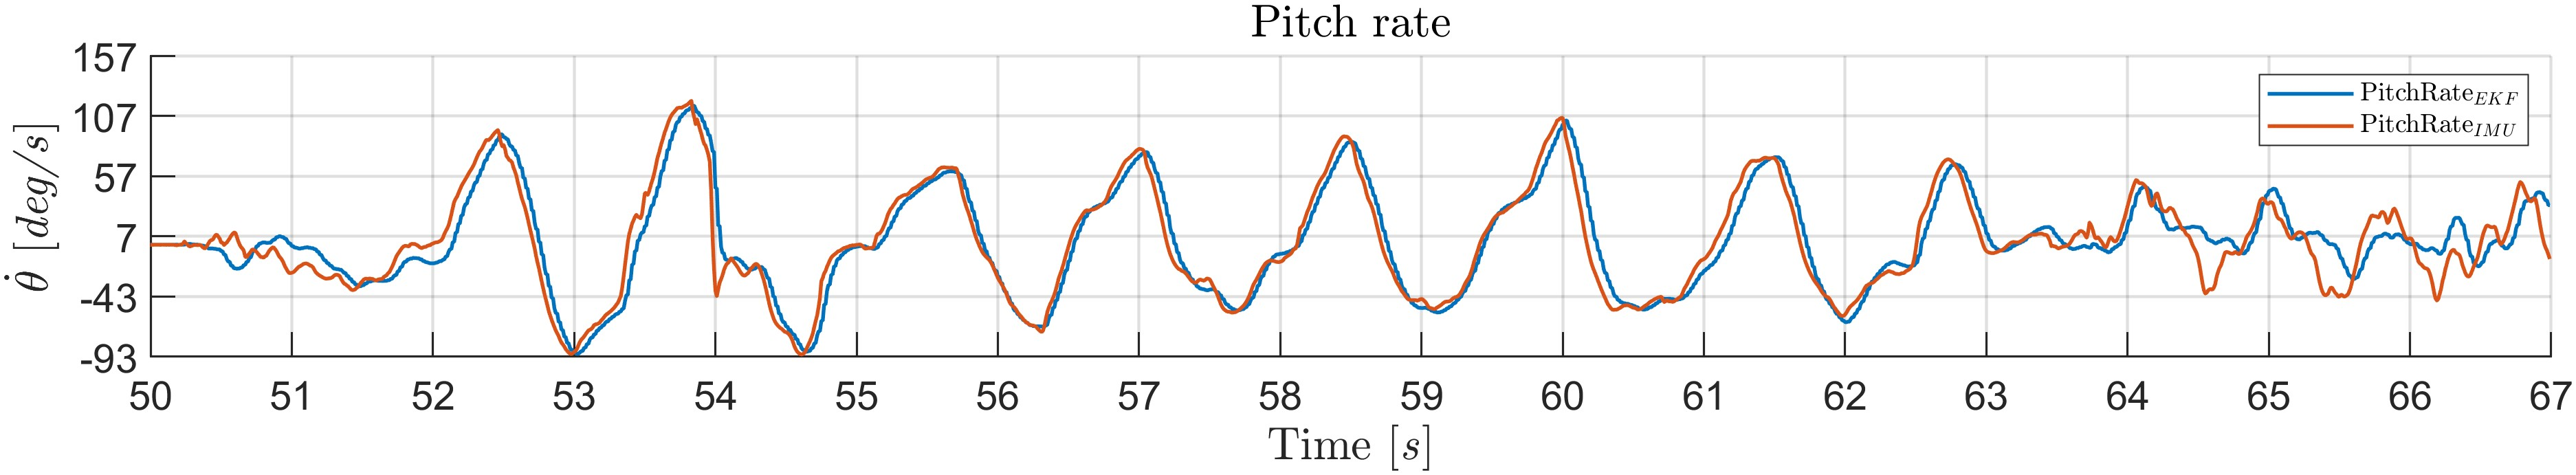 Pitch rate
157
107
57
7
-43
-93
θ̇ [deg/s]
PitchRate_EKF
PitchRate_IMU
50 51 52 53 54 55 56 57 58 59 60 61 62 63 64 65 66 67
Time [s]